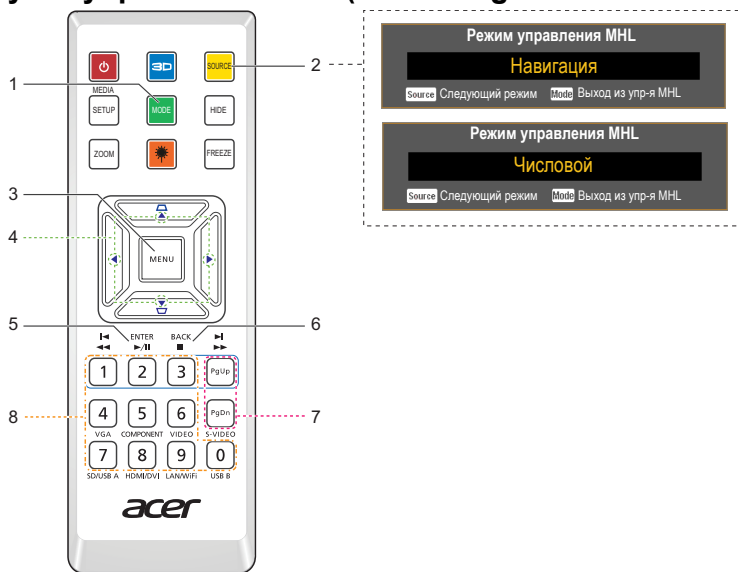 2
Режим управления MHL
Навигация
Source Следующий режим Mode Выход из упр-я MHL
Режим управления MHL
Числовой
Source Следующий режим Mode Выход из упр-я MHL
3D
SOURCE
1
MEDIA
SETUP
MODE
HIDE
ZOOM
FREEZE
3
4
MENU
5
ENTER
BACK
6
1
2
3
PgUp
8
4
5
6
PgDn
7
VGA
COMPONENT
VIDEO
S-VIDEO
7
8
9
0
SD/USB A
HDMI/DVI
LAN/WiFi
USB B
acer